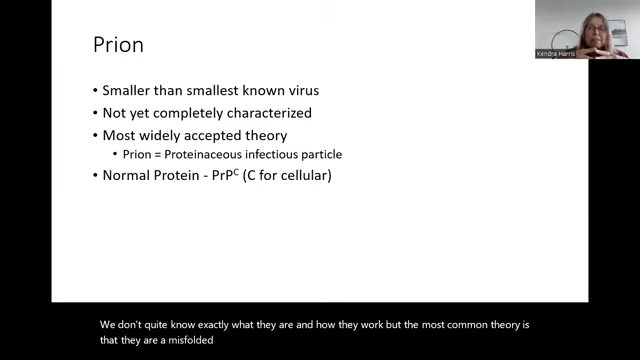 Prion
Kendra Harris
• Smaller than smallest known virus
• Not yet completely characterized
• Most widely accepted theory
• Prion = Proteinaceous infectious particle
• Normal Protein - PrPᶜ (C for cellular)
We don't quite know exactly what they are and how they work but the most common theory is
that they are a misfolded